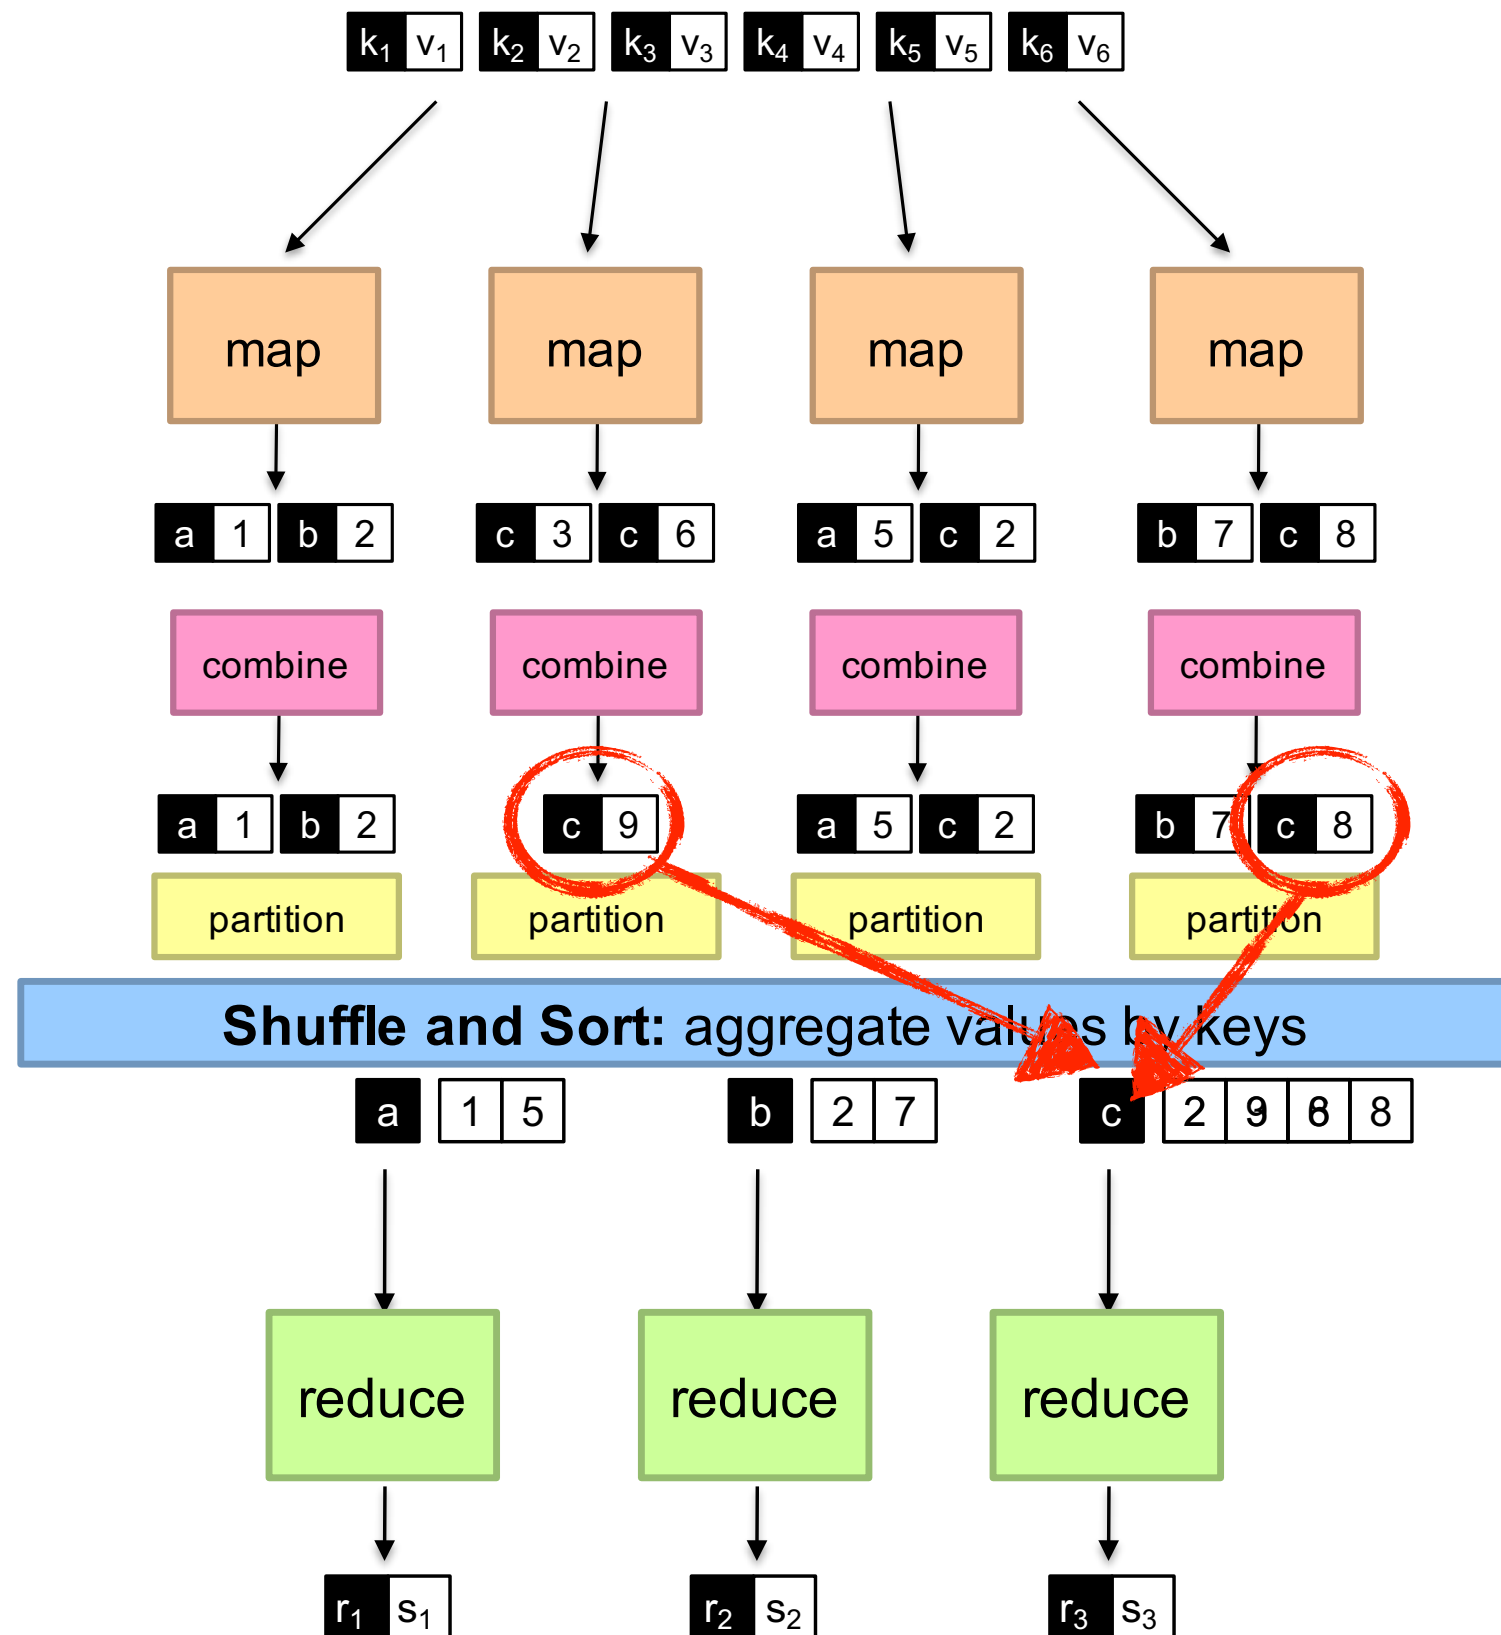 k1 v1 k2 v2 k3 v3 k4 v4 k5 v5 k6 v6
map map map map
a 1 b 2 c 3 c 6 a 5 c 2 b 7 c 8
combine combine combine combine
a 1 b 2 c 9 a 5 c 2 b 7 c 8
partition partition partition partition
Shuffle and Sort: aggregate values by keys
a 1 5 b 2 7 c 2 9 8
reduce reduce reduce
r1 s1 r2 s2 r3 s3